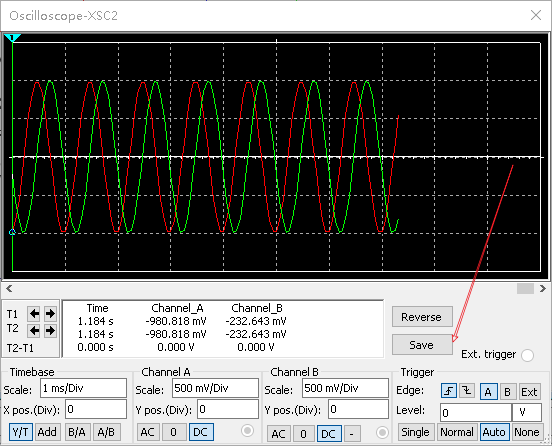 Oscilloscope-XSC2
1
T1
T2
T2-T1
Time Channel_A Channel_B
1.184 s -980.818 mV -232.643 mV
1.184 s -980.818 mV -232.643 mV
0.000 s 0.000 V 0.000 V
Reverse
Save
Ext. trigger
Timebase
Scale: 1 ms/Div
X pos.(Div): 0
Y/T Add B/A A/B
Channel A
Scale: 500 mV/Div
Y pos.(Div): 0
AC 0 DC
Channel B
Scale: 500 mV/Div
Y pos.(Div): 0
AC 0 DC -
Trigger
Edge: A B Ext
Level: 0 V
Single Normal Auto None